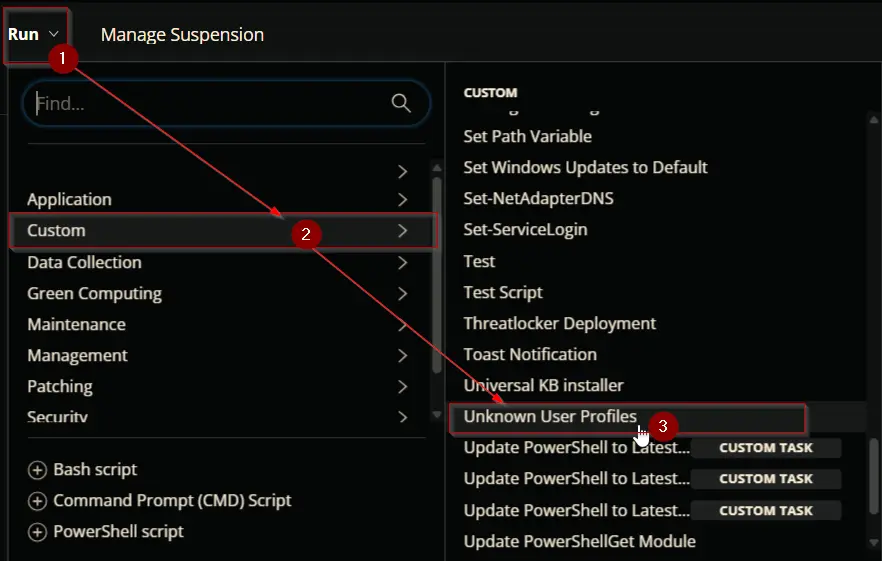 Run
Manage Suspension
1
Find...
Application
Custom
2
Data Collection
Green Computing
Maintenance
Management
Patching
Security
Bash script
Command Prompt (CMD) Script
PowerShell script
CUSTOM
Set Path Variable
Set Windows Updates to Default
Set-NetAdapterDNS
Set-ServiceLogin
Test
Test Script
Threatlocker Deployment
Toast Notification
Universal KB installer
Unknown User Profiles
3
Update PowerShell to Latest... CUSTOM TASK
Update PowerShell to Latest... CUSTOM TASK
Update PowerShell to Latest... CUSTOM TASK
Update PowerShellGet Module